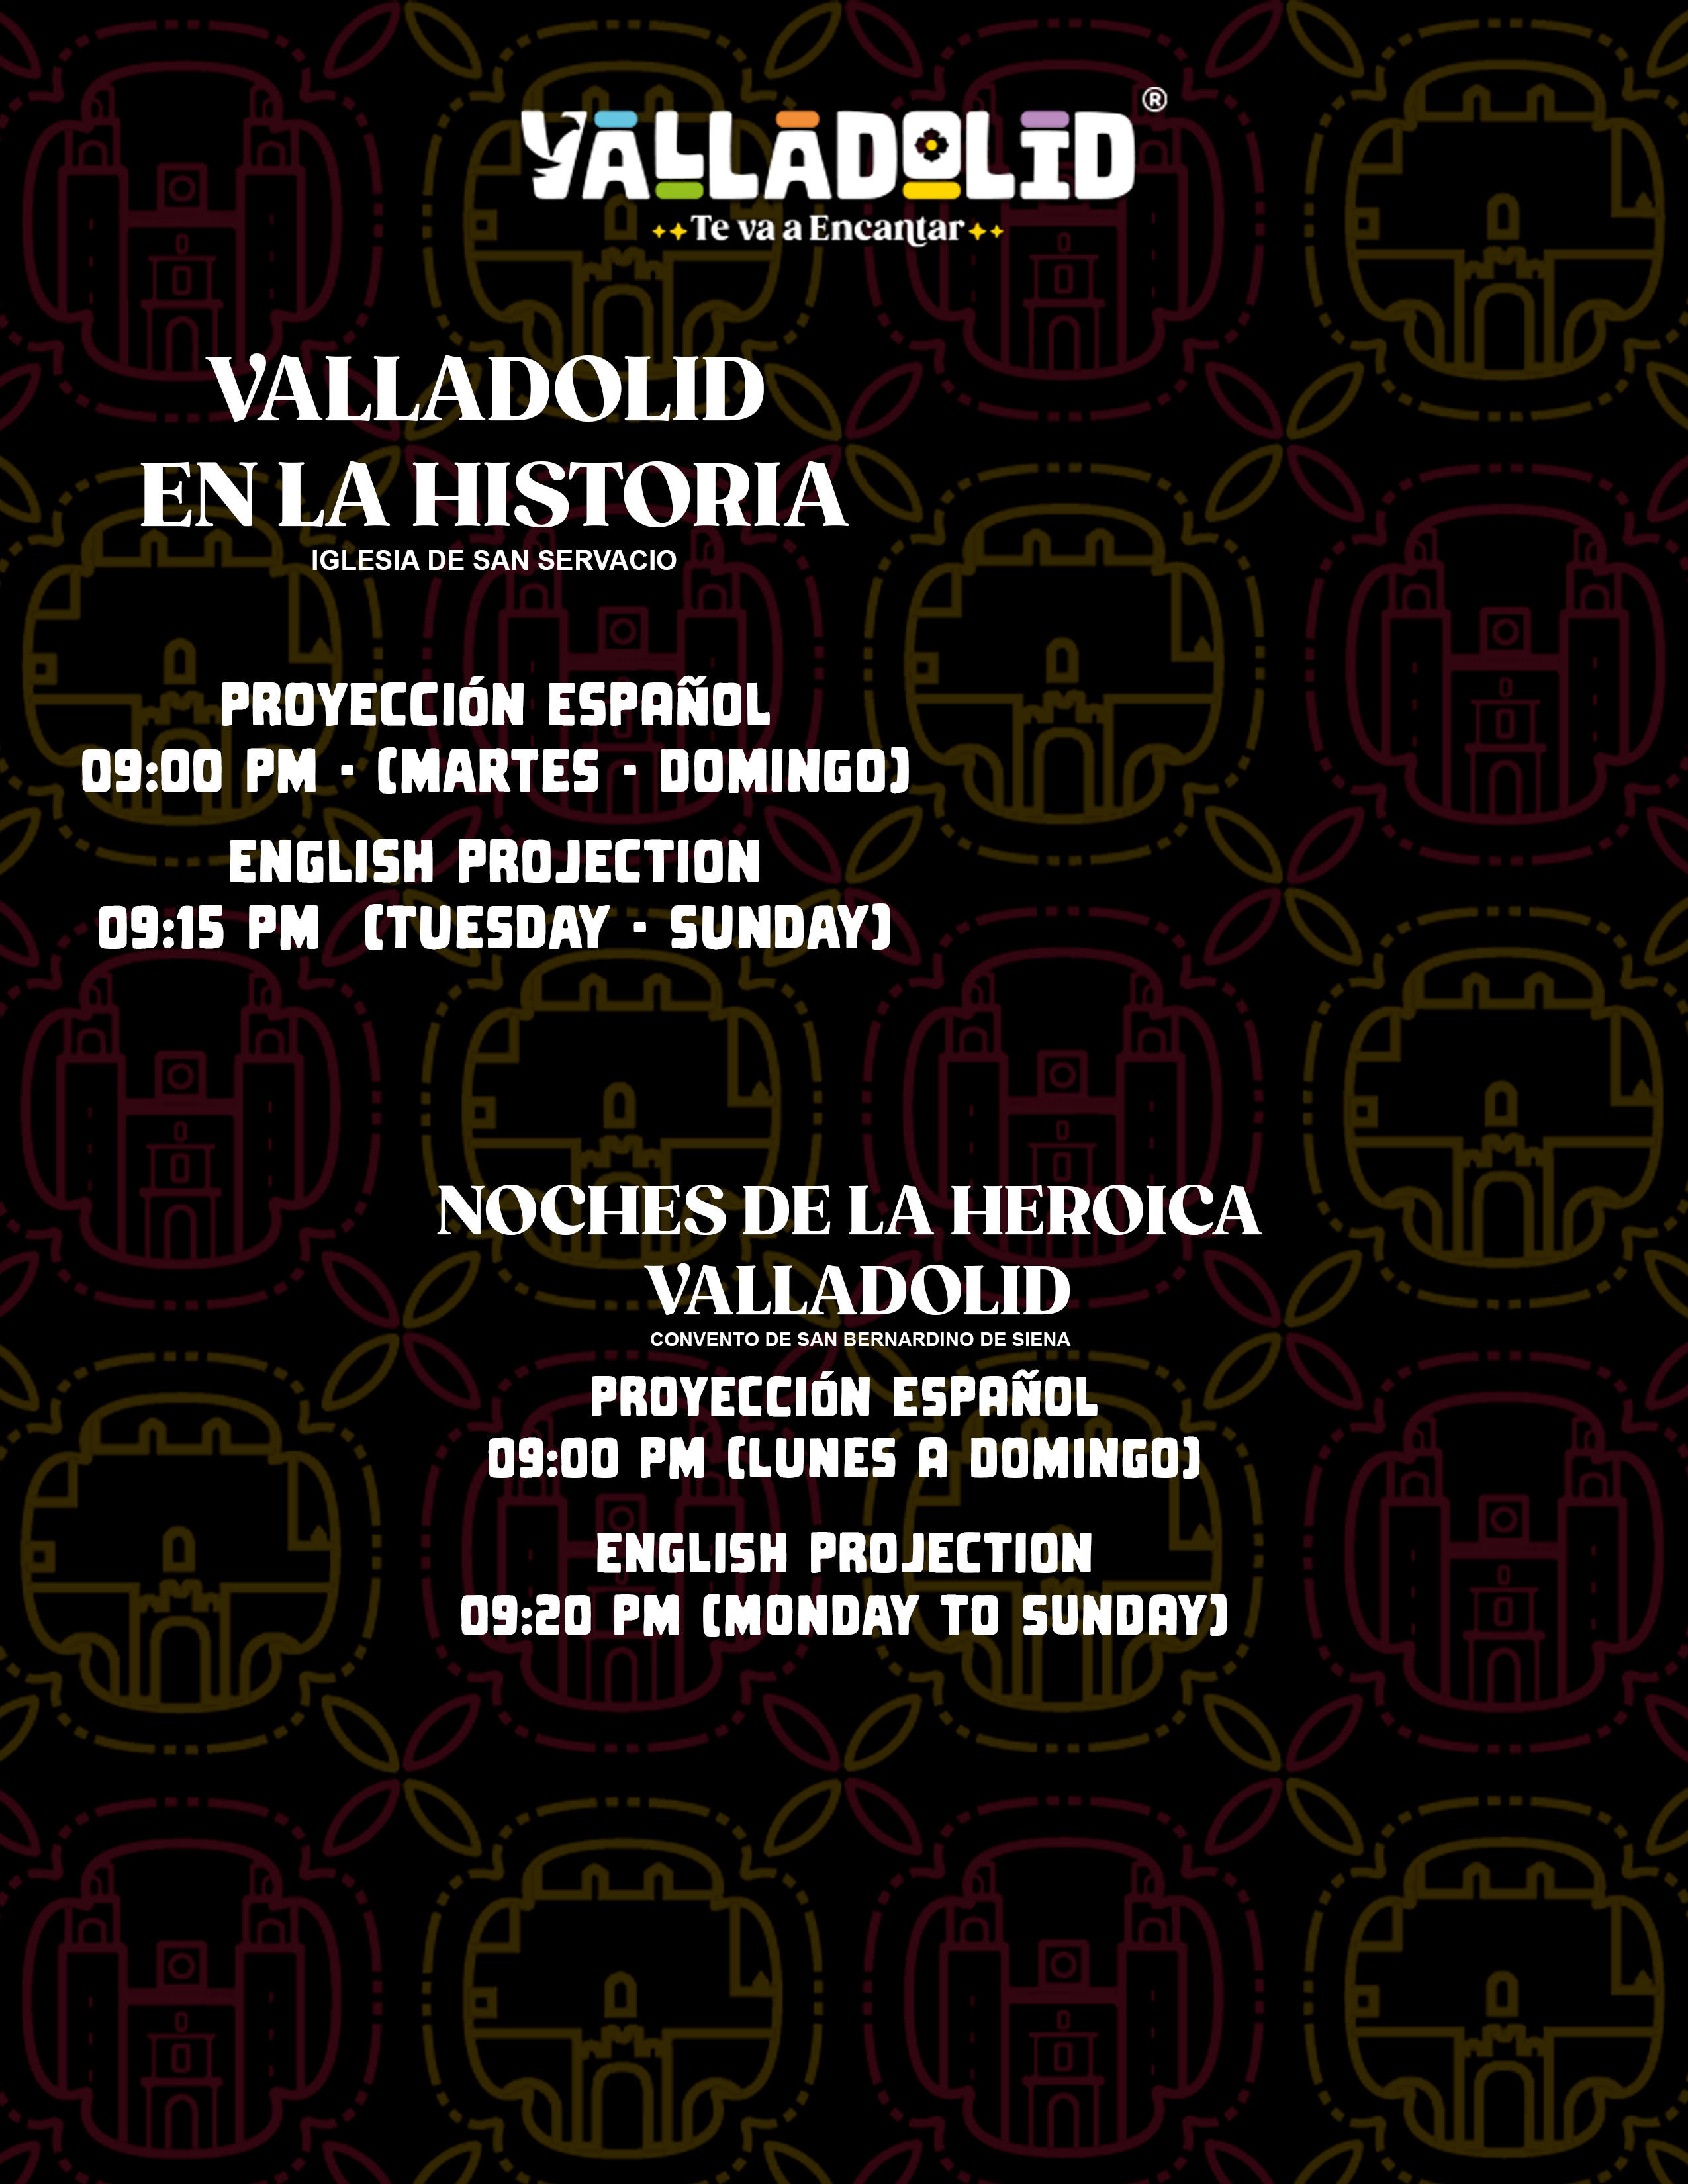 VALLADOLID®
Te va a Encantar
VALLADOLID
EN LA HISTORIA
IGLESIA DE SAN SERVACIO
PROYECCIÓN ESPAÑOL
09:00 PM - (MARTES - DOMINGO)
ENGLISH PROJECTION
09:15 PM (TUESDAY - SUNDAY)
NOCHES DE LA HEROICA
VALLADOLID
CONVENTO DE SAN BERNARDINO DE SIENA
PROYECCIÓN ESPAÑOL
09:00 PM (LUNES A DOMINGO)
ENGLISH PROJECTION
09:20 PM (MONDAY TO SUNDAY)